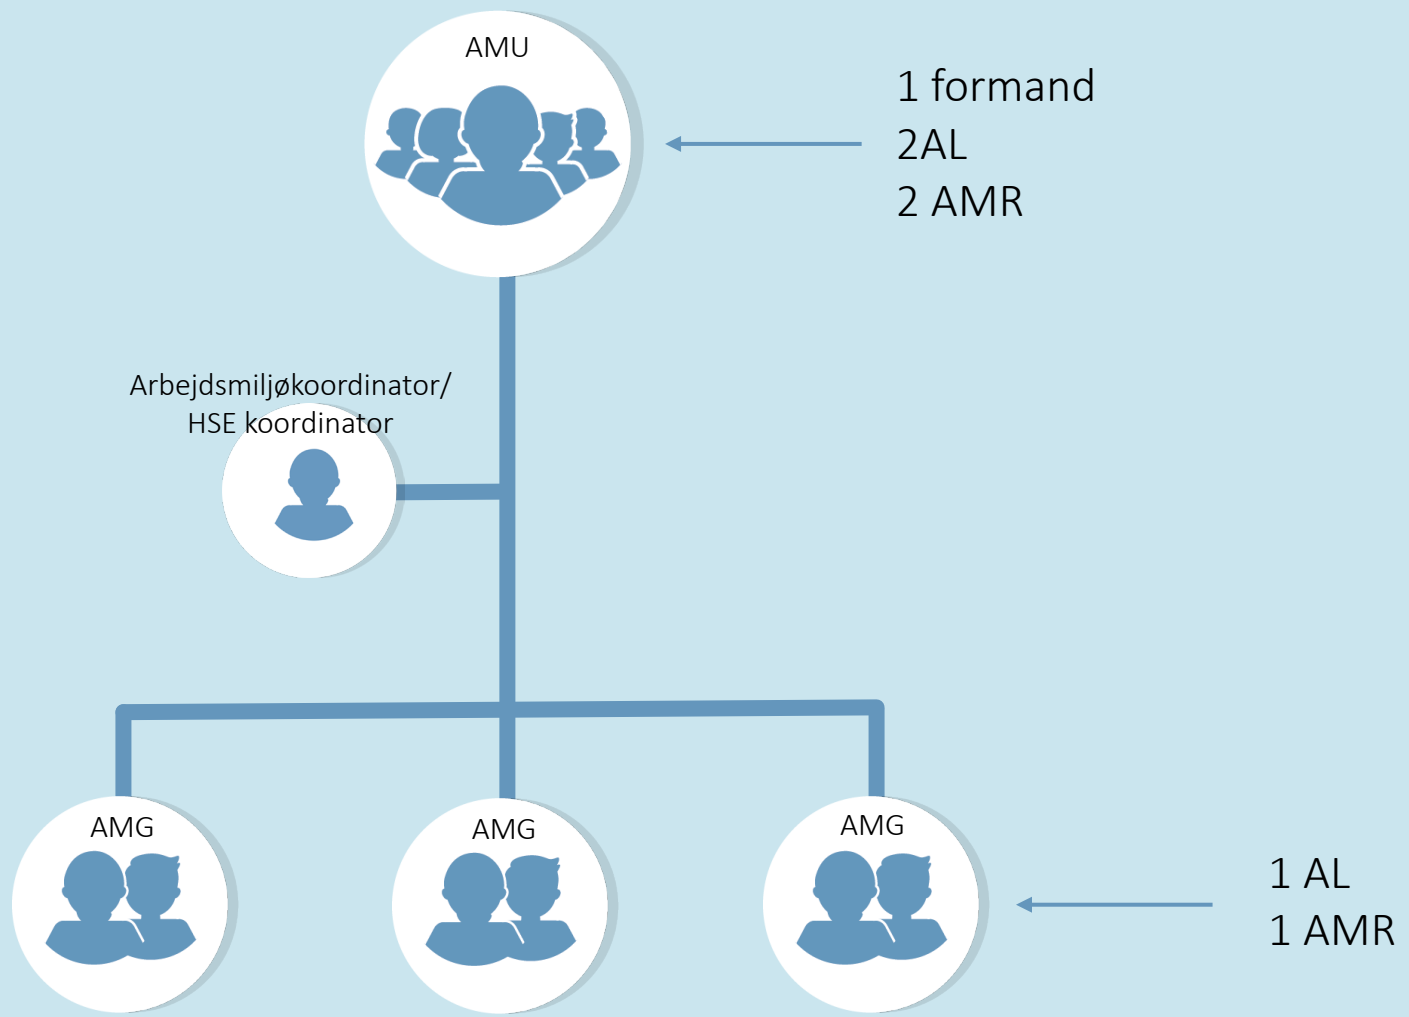 AMU
1 formand
2AL
2 AMR
Arbejdsmiljøkoordinator/
HSE koordinator
AMG
AMG
AMG
1 AL
1 AMR